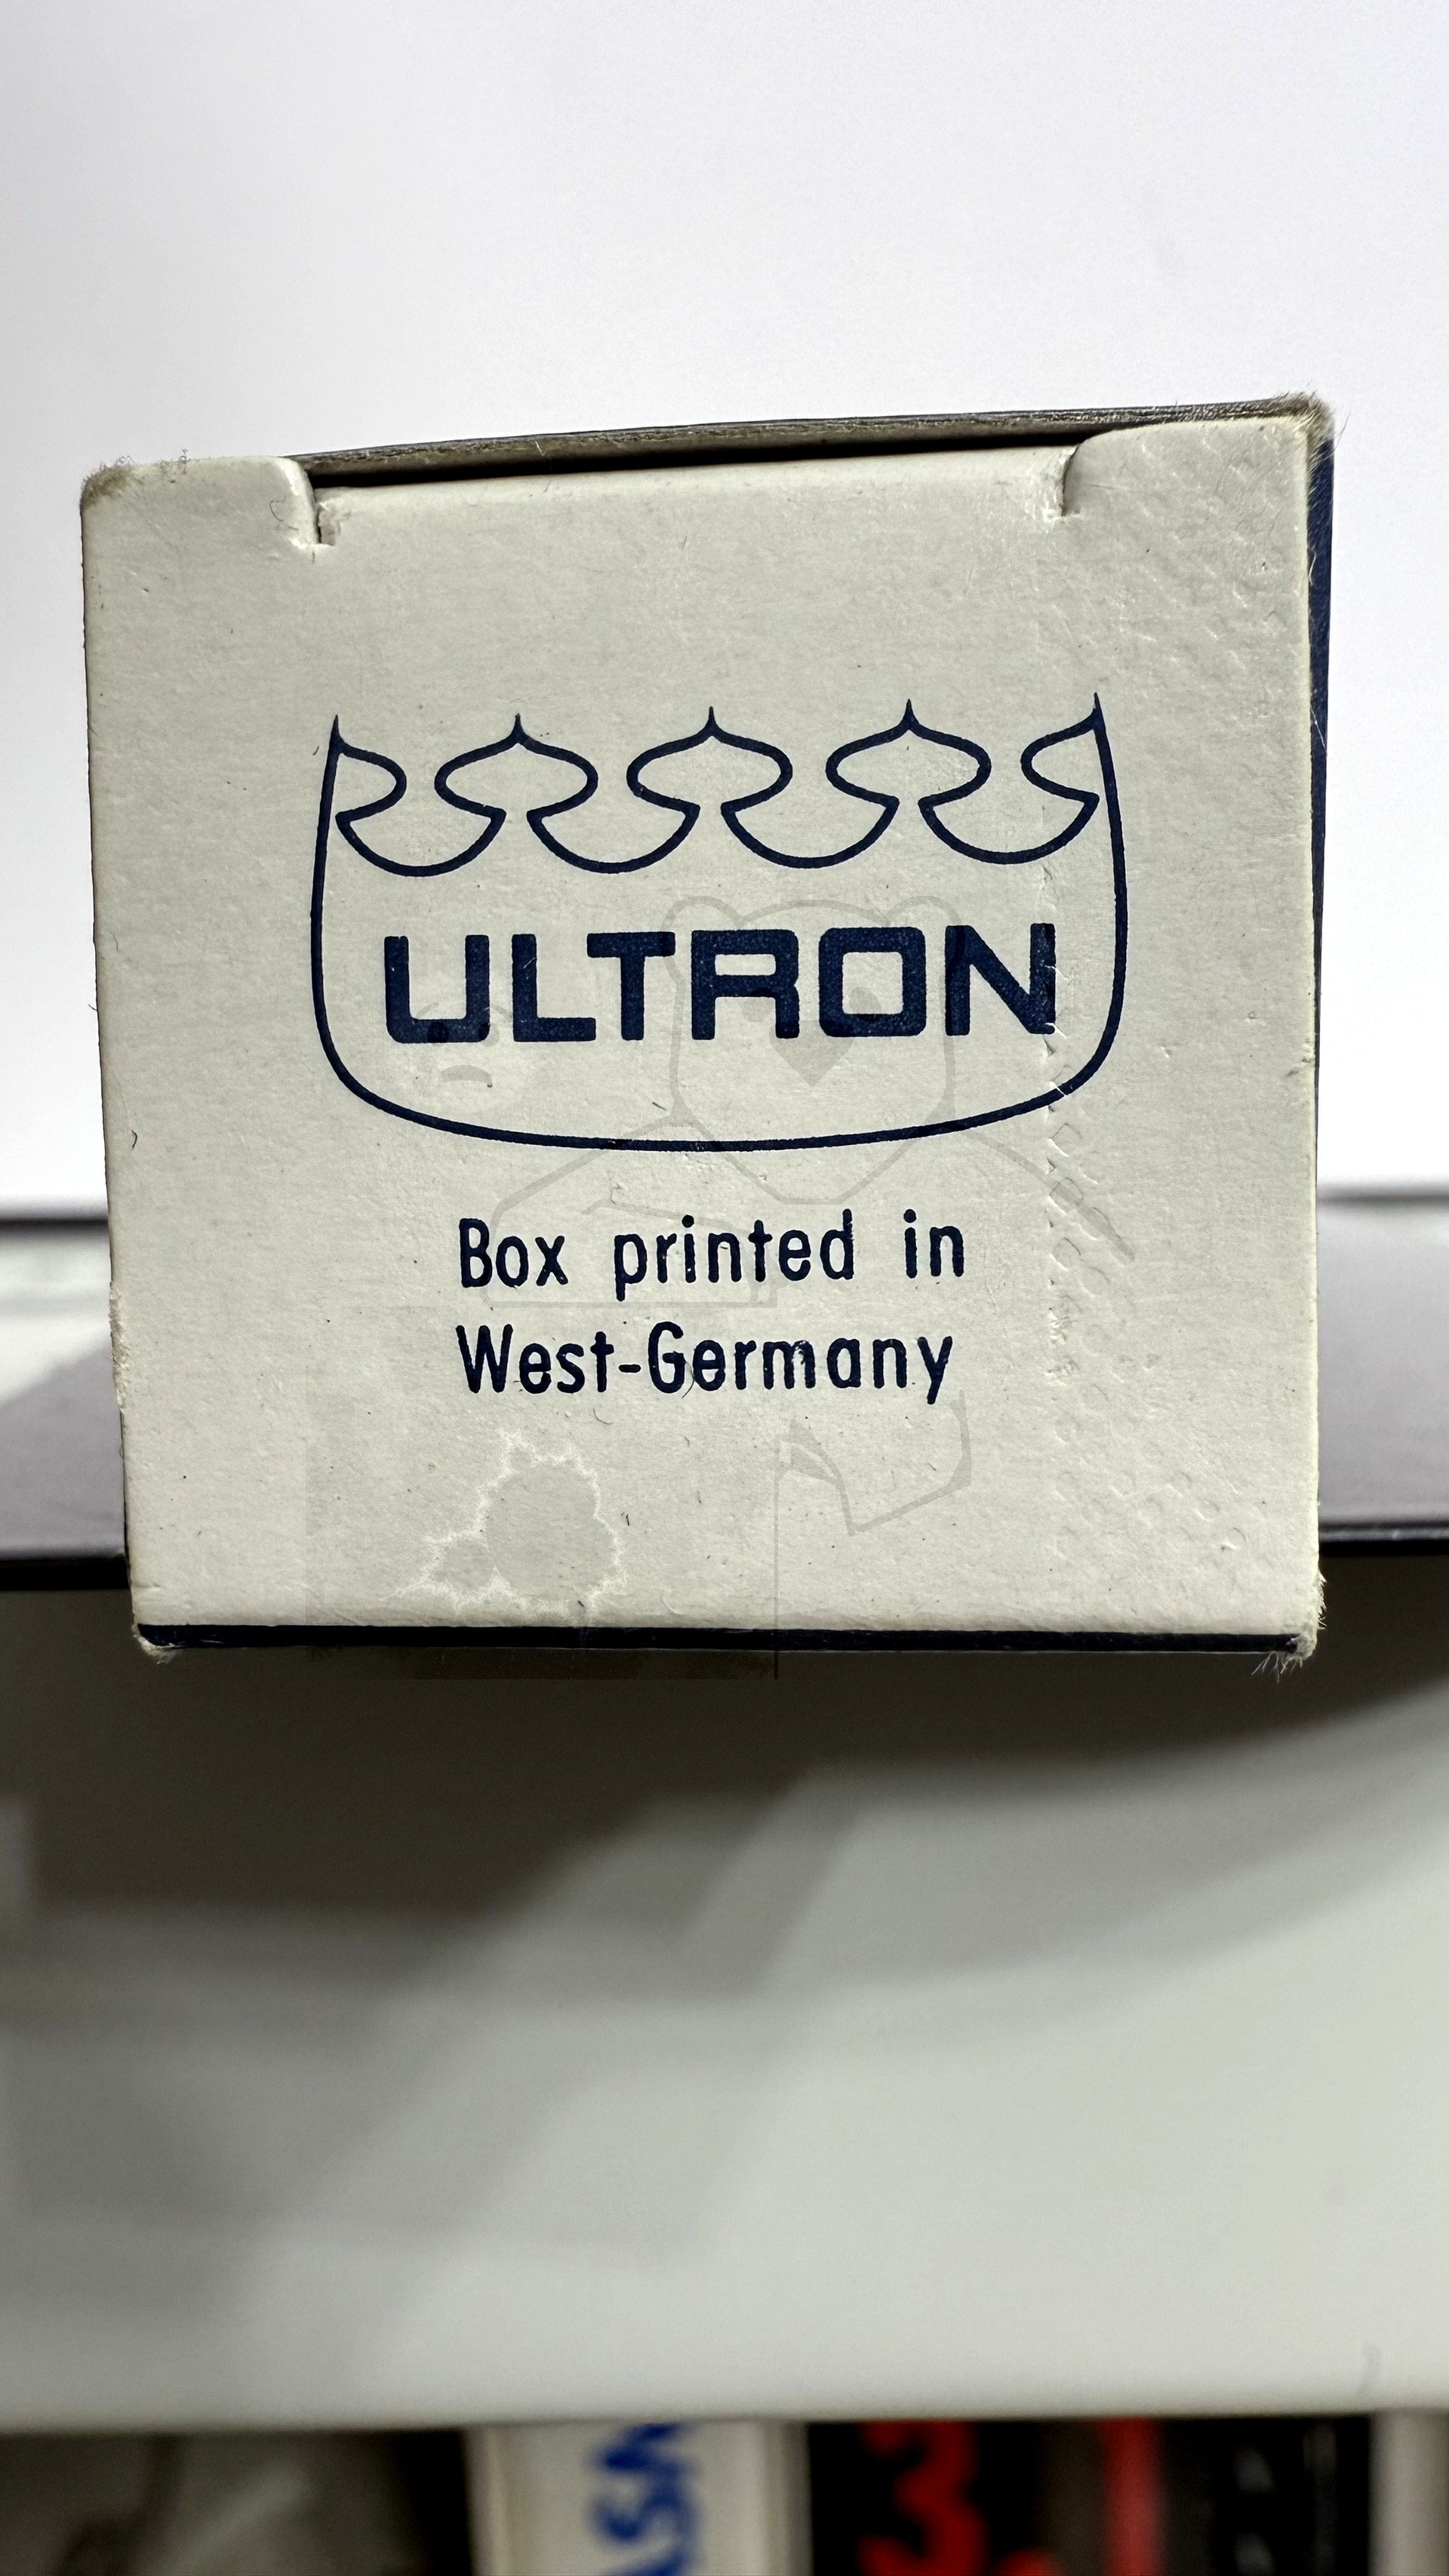 ULTRON
Box printed in
West-Germany